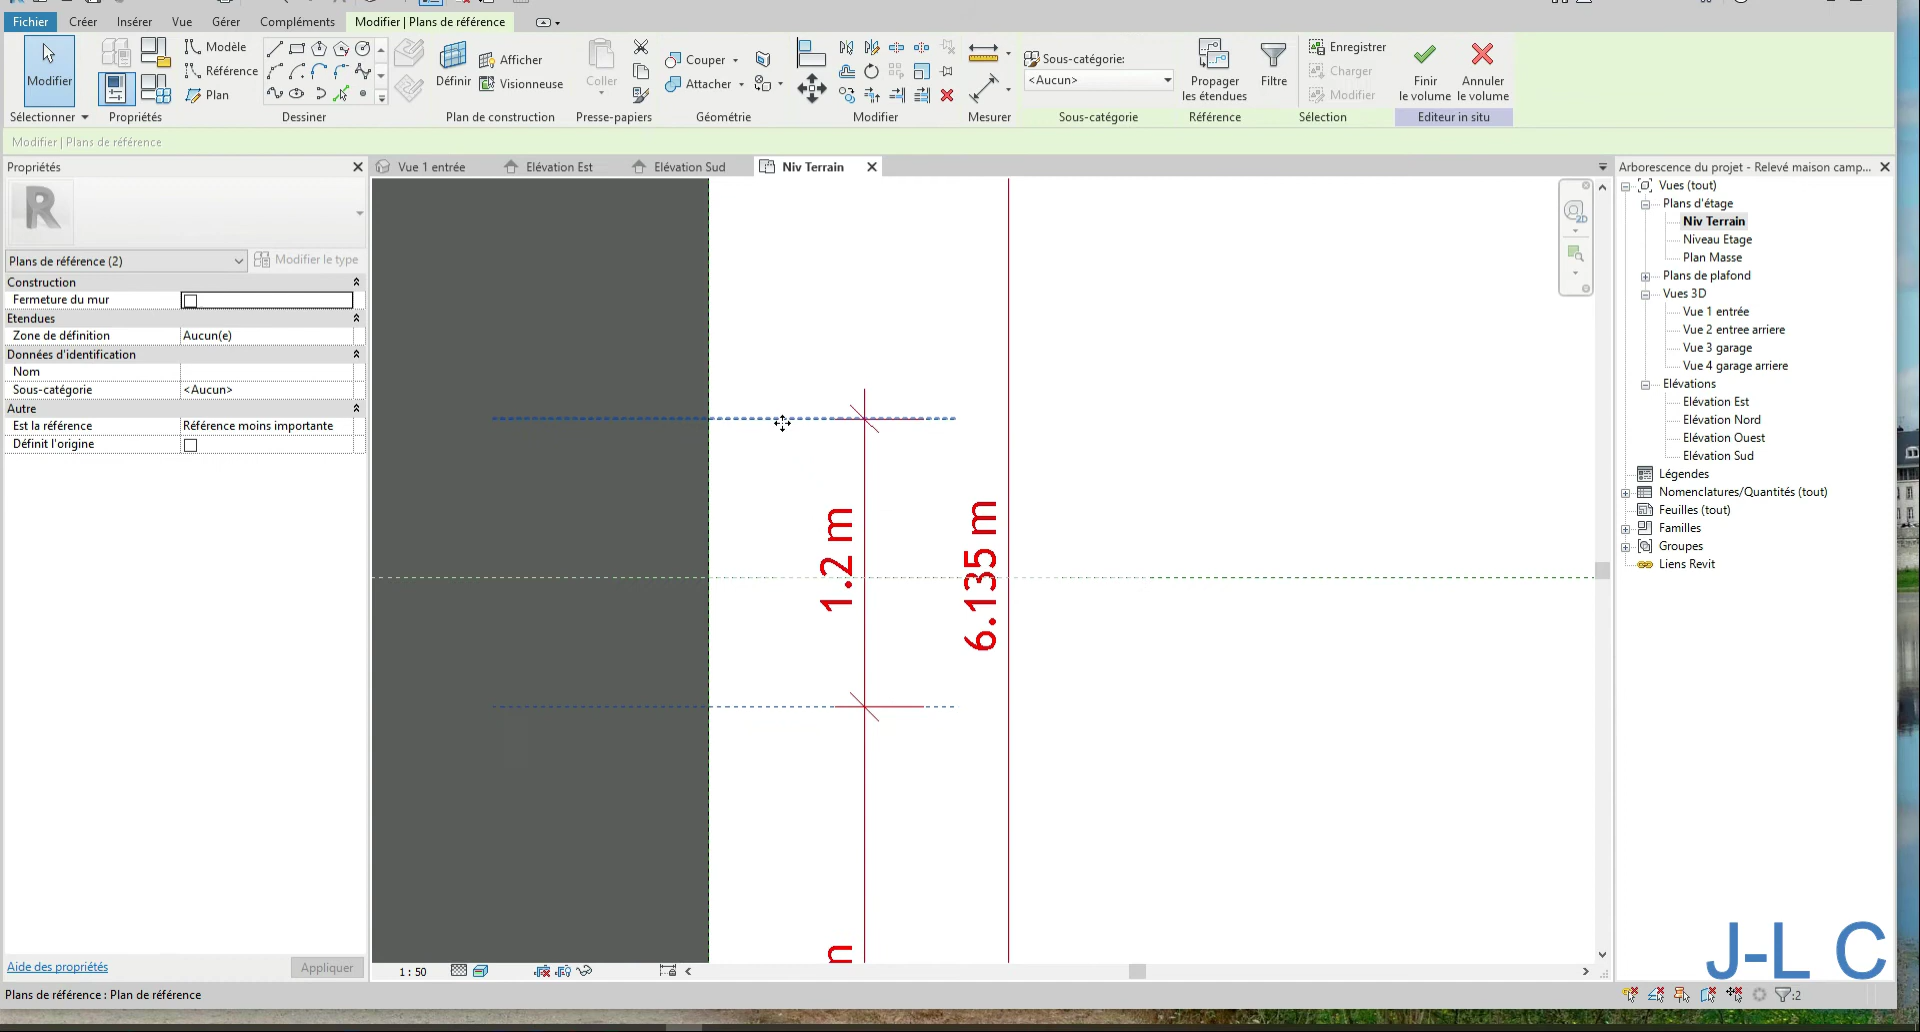 Fichier Créer Insérer Vue Gérer Compléments Modifier | Plans de référence
Modifier
Modèle
Référence
Plan
Définir
Afficher
Visionneuse
Coller
Couper
Attacher
Sous-catégorie:
<Aucun>
Propager
les étendues
Filtre
Enregistrer
Charger
Modifier
Finir
le volume
Annuler
le volume
Sélectionner Propriétés Dessiner Plan de construction Presse-papiers Géométrie Modifier Mesurer Sous-catégorie Référence Sélection Editeur in situ
Modifier | Plans de référence
Propriétés
R
Plans de référence (2)
Modifier le type
Construction
Fermeture du mur
Etendues
Zone de définition Aucun(e)
Données d'identification
Nom
Sous-catégorie <Aucun>
Autre
Est la référence Référence moins importante
Définit l'origine
Aide des propriétés
Appliquer
Vue 1 entrée Elévation Est Elévation Sud Niv Terrain
2D
1.2 m
6.135 m
m
1 : 50
Arborescence du projet - Relevé maison camp...
Vues (tout)
Plans d'étage
Niv Terrain
Niveau Etage
Plan Masse
Plans de plafond
Vues 3D
Vue 1 entrée
Vue 2 entree arriere
Vue 3 garage
Vue 4 garage arriere
Elévations
Elévation Est
Elévation Nord
Elévation Ouest
Elévation Sud
Légendes
Nomenclatures/Quantités (tout)
Feuilles (tout)
Familles
Groupes
Liens Revit
J-L C
Plans de référence : Plan de référence
:2